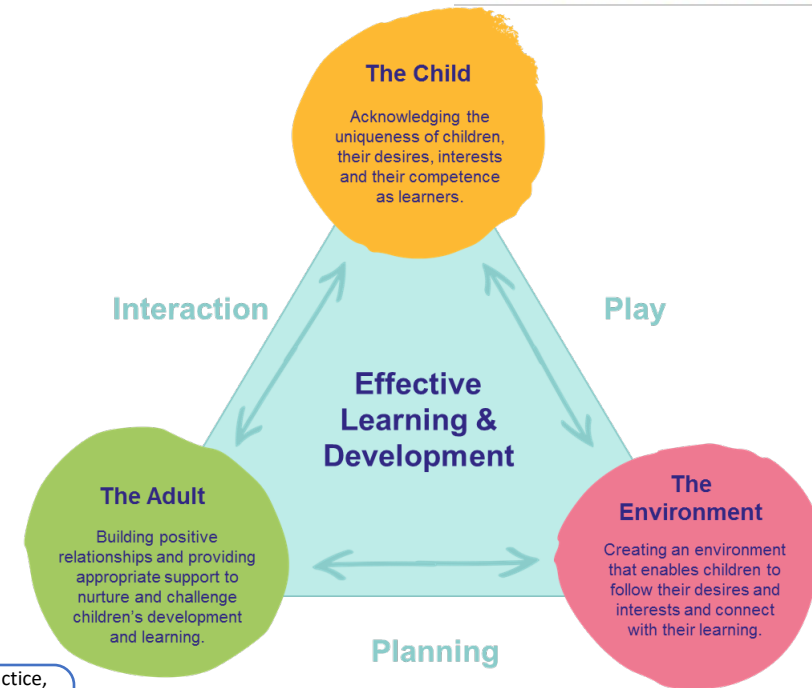 The Child
Acknowledging the
uniqueness of children,
their desires, interests
and their competence
as learners.
Interaction
Play
Effective
Learning &
Development
The Adult
Building positive
relationships and providing
appropriate support to
nurture and challenge
children's development
and learning.
The
Environment
Creating an environment
that enables children to
follow their desires and
interests and connect
with their learning.
Planning